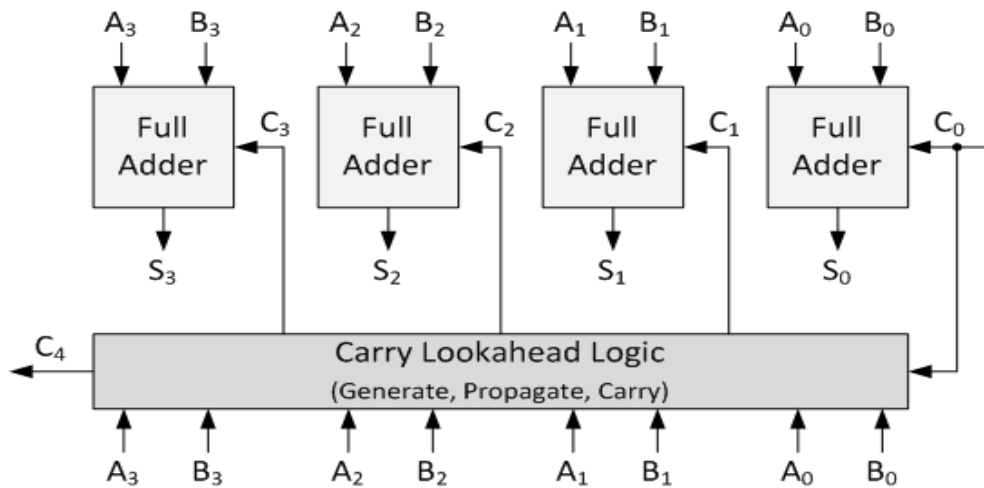 A₃ B₃ A₂ B₂ A₁ B₁ A₀ B₀
Full Adder C₃ Full Adder C₂ Full Adder C₁ Full Adder C₀
S₃ S₂ S₁ S₀
C₄
Carry Lookahead Logic
(Generate, Propagate, Carry)
A₃ B₃ A₂ B₂ A₁ B₁ A₀ B₀